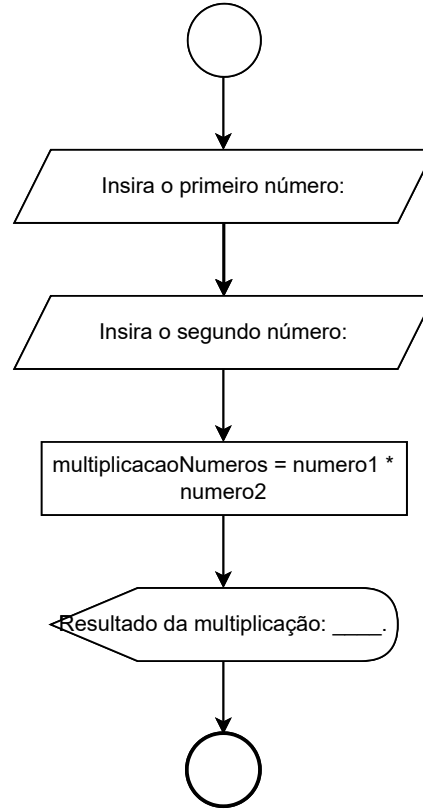 Insira o primeiro número:
Insira o segundo número:
multiplicacaoNumeros = numero1 *
numero2
Resultado da multiplicação: ____.